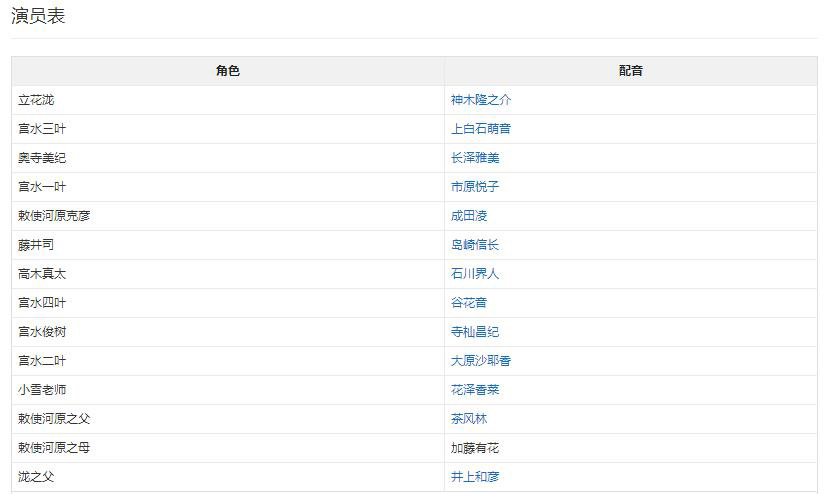 演员表
角色 配音
立花泷 神木隆之介
宫水三叶 上白石萌音
奥寺美纪 长泽雅美
宫水一叶 市原悦子
敕使河原克彦 成田凌
藤井司 岛崎信长
高木真太 石川界人
宫水四叶 谷花音
宫水俊树 寺杣昌纪
宫水二叶 大原沙耶香
小雪老师 花泽香菜
敕使河原之父 茶风林
敕使河原之母 加藤有花
泷之父 井上和彦